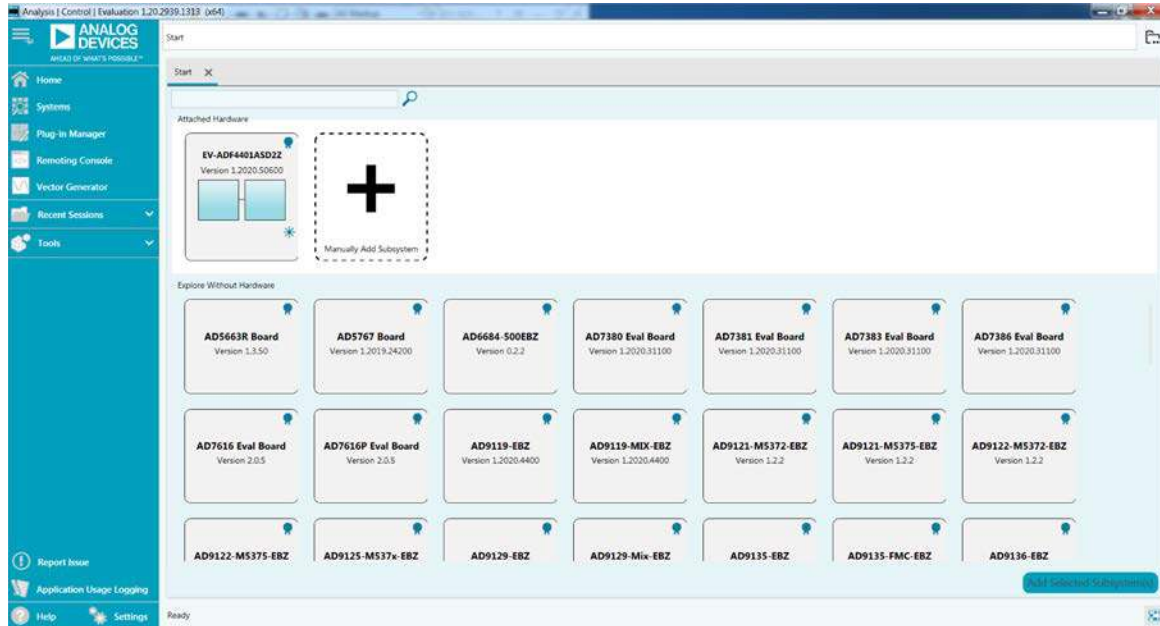 Analysis | Control | Evaluation 1.20.2939.1313 (x64)
ANALOG
DEVICES
AHEAD OF WHAT'S POSSIBLE™
Home
Systems
Plug-in Manager
Remoting Console
Vector Generator
Recent Sessions
Tools
Report Issue
Application Usage Logging
Help
Settings
Start
Start
Attached Hardware
EV-ADF4401ASD2Z
Version 1.2020.50600
Manually Add Subsystem
Explore Without Hardware
AD5663R Board
Version 1.3.50
AD5767 Board
Version 1.2019.24200
AD6684-500EBZ
Version 0.2.2
AD7380 Eval Board
Version 1.2020.31100
AD7381 Eval Board
Version 1.2020.31100
AD7383 Eval Board
Version 1.2020.31100
AD7386 Eval Board
Version 1.2020.31100
AD7616 Eval Board
Version 2.0.5
AD7616P Eval Board
Version 2.0.5
AD9119-EBZ
Version 1.2020.4400
AD9119-MIX-EBZ
Version 1.2020.4400
AD9121-M5372-EBZ
Version 1.2.2
AD9121-M5375-EBZ
Version 1.2.2
AD9122-M5372-EBZ
Version 1.2.2
AD9122-M5375-EBZ
AD9125-M537x-EBZ
AD9129-EBZ
AD9129-Mix-EBZ
AD9135-EBZ
AD9135-FMC-EBZ
AD9136-EBZ
Add Selected Subsystem(s)
Ready